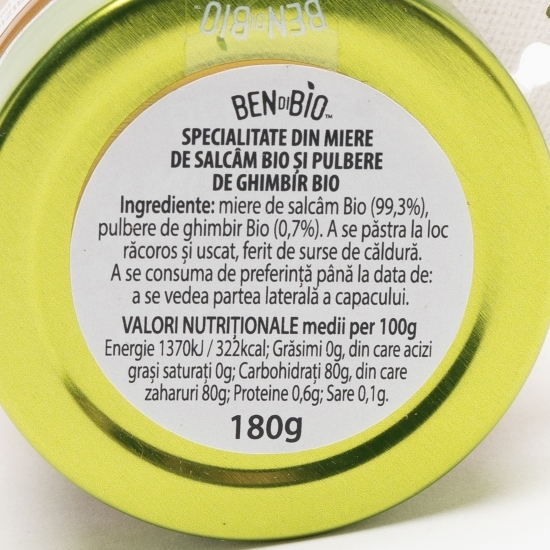 BEN DI BIO
BEN DI BIO™
SPECIALITATE DIN MIERE
DE SALCÂM BIO ȘI PULBERE
DE GHIMBIR BIO
Ingrediente: miere de salcâm Bio (99,3%),
pulbere de ghimbir Bio (0,7%). A se păstra la loc
răcoros și uscat, ferit de surse de căldură.
A se consuma de preferință până la data de:
a se vedea partea laterală a capacului.
VALORI NUTRIȚIONALE medii per 100g
Energie 1370kJ / 322kcal; Grăsimi 0g, din care acizi
grași saturați 0g; Carbohidrați 80g, din care
zaharuri 80g; Proteine 0,6g; Sare 0,1g.
180g